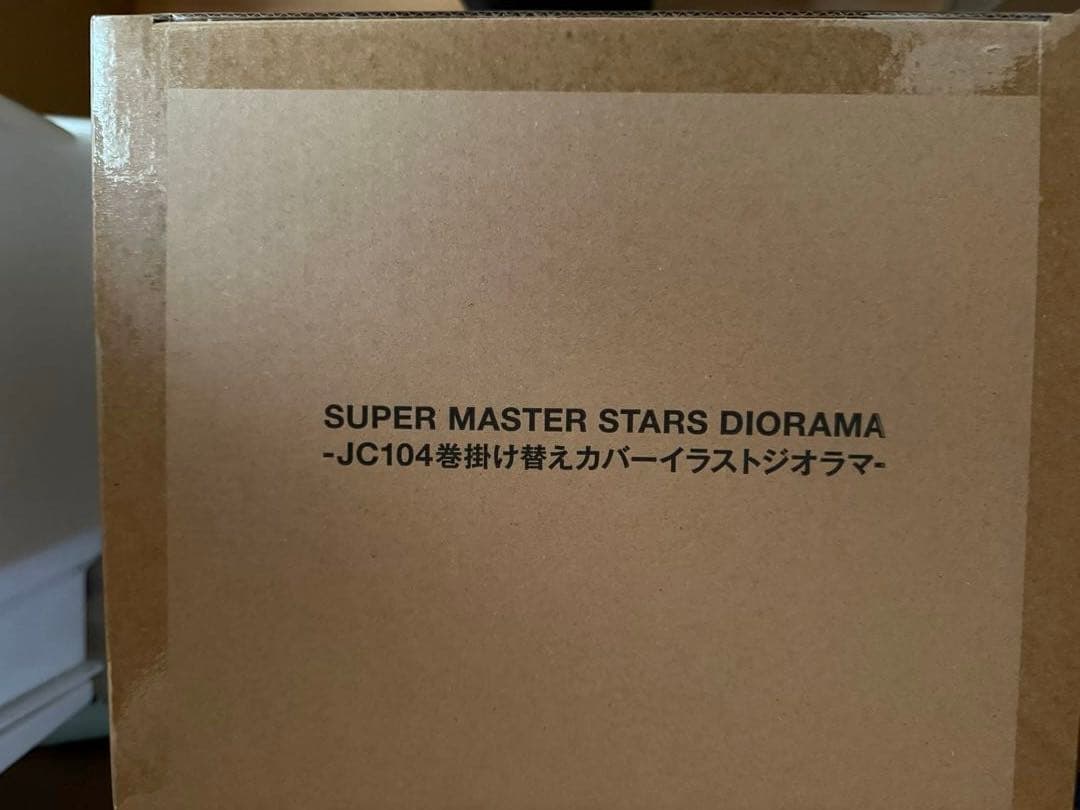 SUPER MASTER STARS DIORAMA
-JC104巻掛け替えカバーイラストジオラマ-